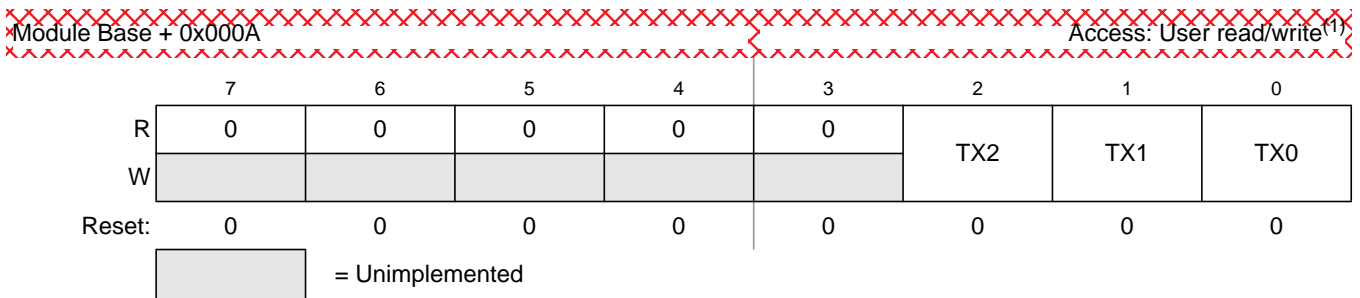 Module Base + 0x000A Access: User read/write(1)
7 6 5 4 3 2 1 0
R 0 0 0 0 0 TX2 TX1 TX0
W
Reset: 0 0 0 0 0 0 0 0
= Unimplemented